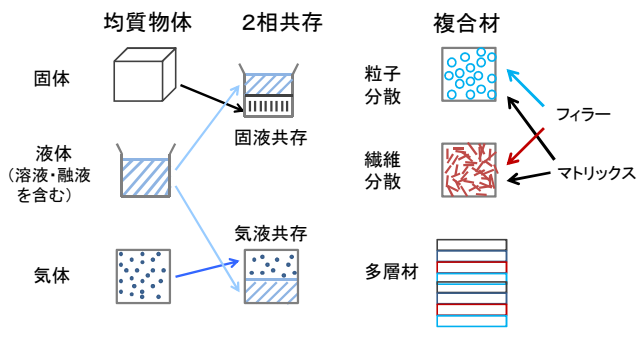 均質物体
2相共存
複合材
固体
固液共存
液体
(溶液・融液
を含む)
気体
気液共存
粒子
分散
繊維
分散
多層材
フィラー
マトリックス